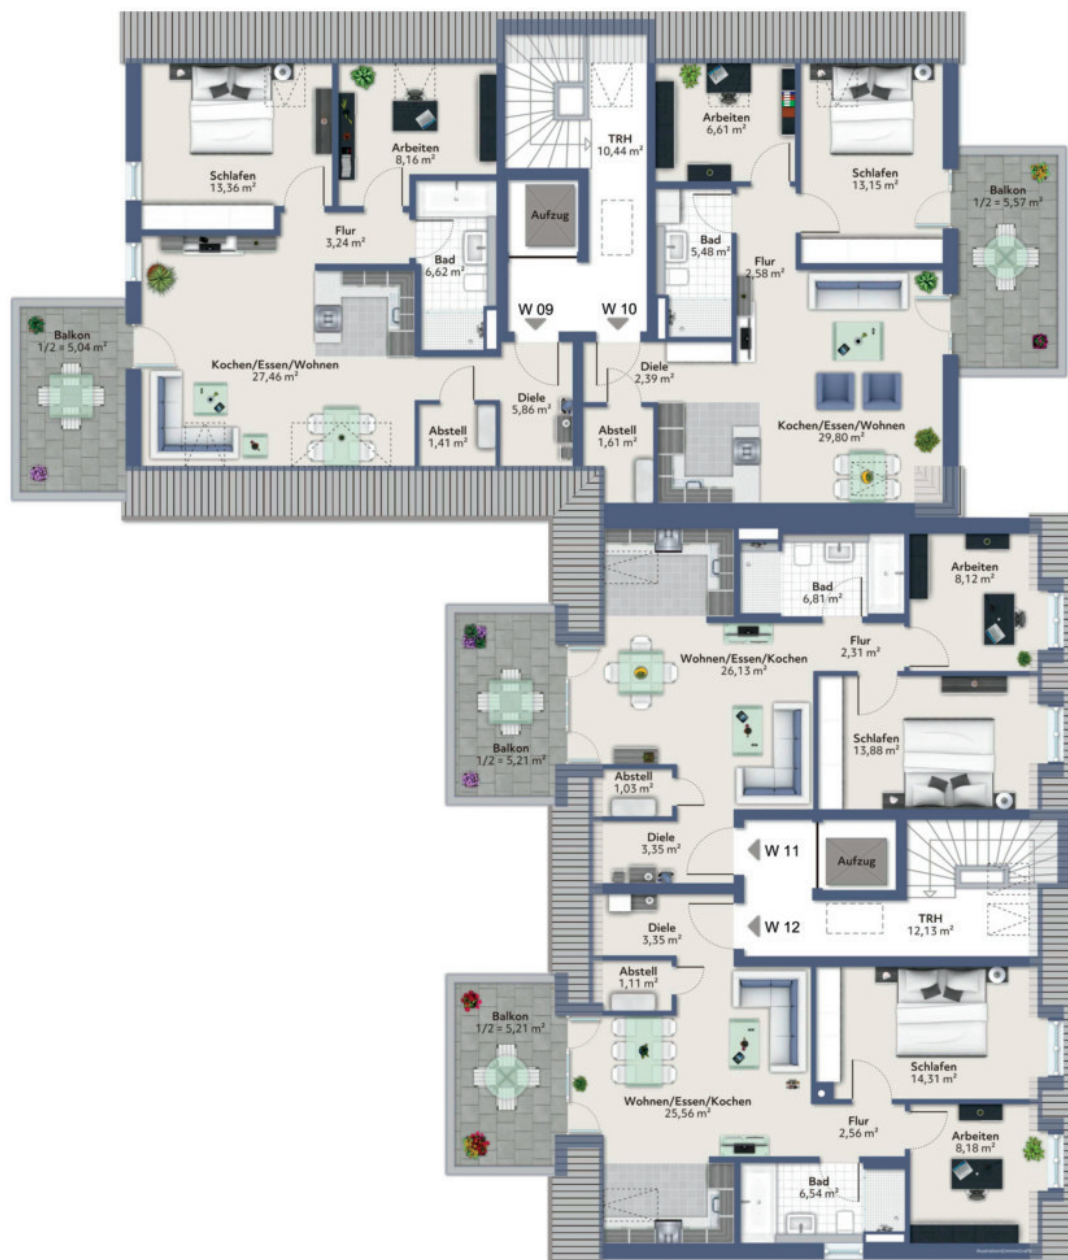 TRH
10,44 m²
Arbeiten
6,61 m²
Arbeiten
8,16 m²
Schlafen
13,36 m²
Schlafen
13,15 m²
Balkon
1/2 = 5,57 m²
Aufzug
Flur
3,24 m²
Bad
6,62 m²
Bad
5,48 m²
Flur
2,58 m²
W 09
W 10
Balkon
1/2 = 5,04 m²
Kochen/Essen/Wohnen
27,46 m²
Diele
5,86 m²
Diele
2,39 m²
Abstell
1,41 m²
Abstell
1,61 m²
Kochen/Essen/Wohnen
29,80 m²
Arbeiten
8,12 m²
Bad
6,81 m²
Flur
2,31 m²
Wohnen/Essen/Kochen
26,13 m²
Schlafen
13,88 m²
Balkon
1/2 = 5,21 m²
Abstell
1,03 m²
Diele
3,35 m²
W 11
Aufzug
TRH
12,13 m²
W 12
Diele
3,35 m²
Abstell
1,11 m²
Balkon
1/2 = 5,21 m²
Schlafen
14,31 m²
Wohnen/Essen/Kochen
25,56 m²
Flur
2,56 m²
Arbeiten
8,18 m²
Bad
6,54 m²